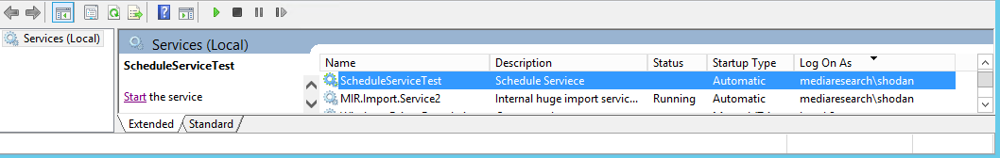 Services (Local)
Services (Local)
ScheduleServiceTest
Start the service
Name Description Status Startup Type Log On As
ScheduleServiceTest Schedule Serviece Automatic mediaresearch\shodan
MIR.Import.Service2 Internal huge import servic... Running Automatic mediaresearch\shodan
Extended Standard